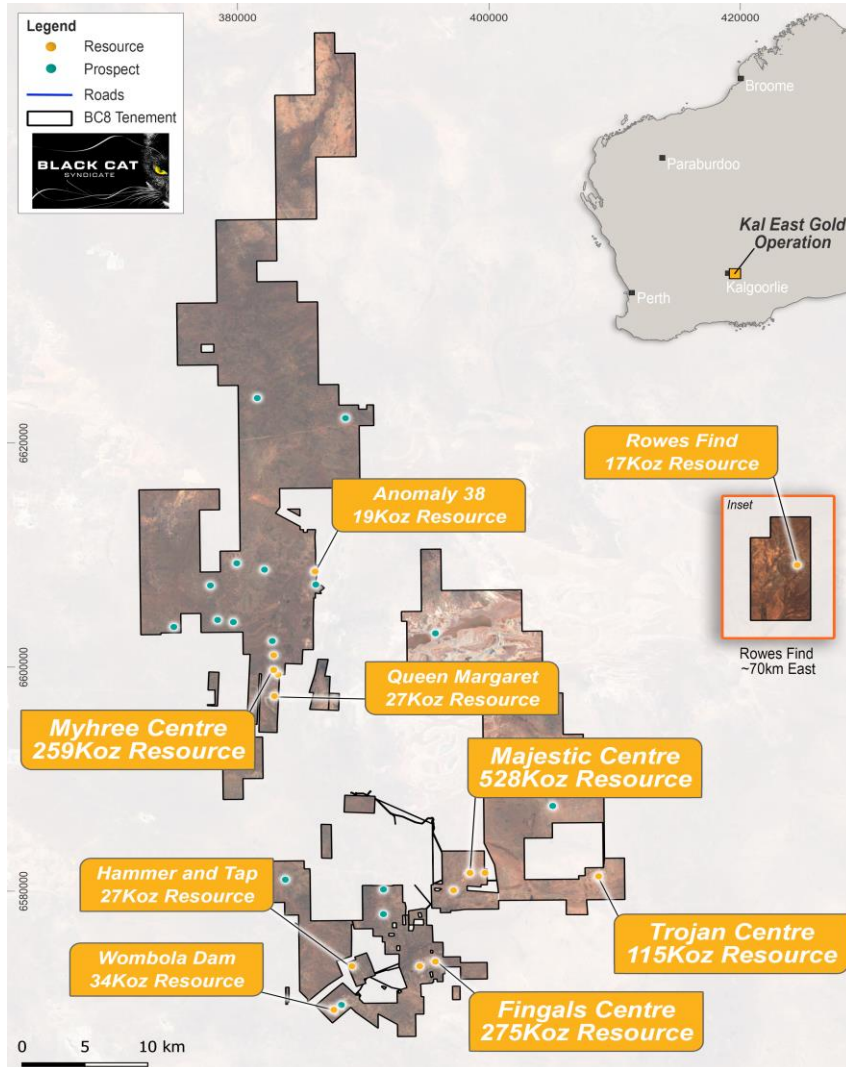 380000
400000
420000
Legend
Resource
Prospect
Roads
BC8 Tenement
BLACK CAT
SYNDICATE
Broome
Paraburdoo
Kal East Gold
Operation
Kalgoorlie
Perth
6620000
Rowes Find
17Koz Resource
Anomaly 38
19Koz Resource
Inset
Rowes Find
~70km East
6600000
Queen Margaret
27Koz Resource
Myhree Centre
259Koz Resource
Majestic Centre
528Koz Resource
Hammer and Tap
27Koz Resource
6580000
Wombola Dam
34Koz Resource
Trojan Centre
115Koz Resource
Fingals Centre
275Koz Resource
0 5 10 km